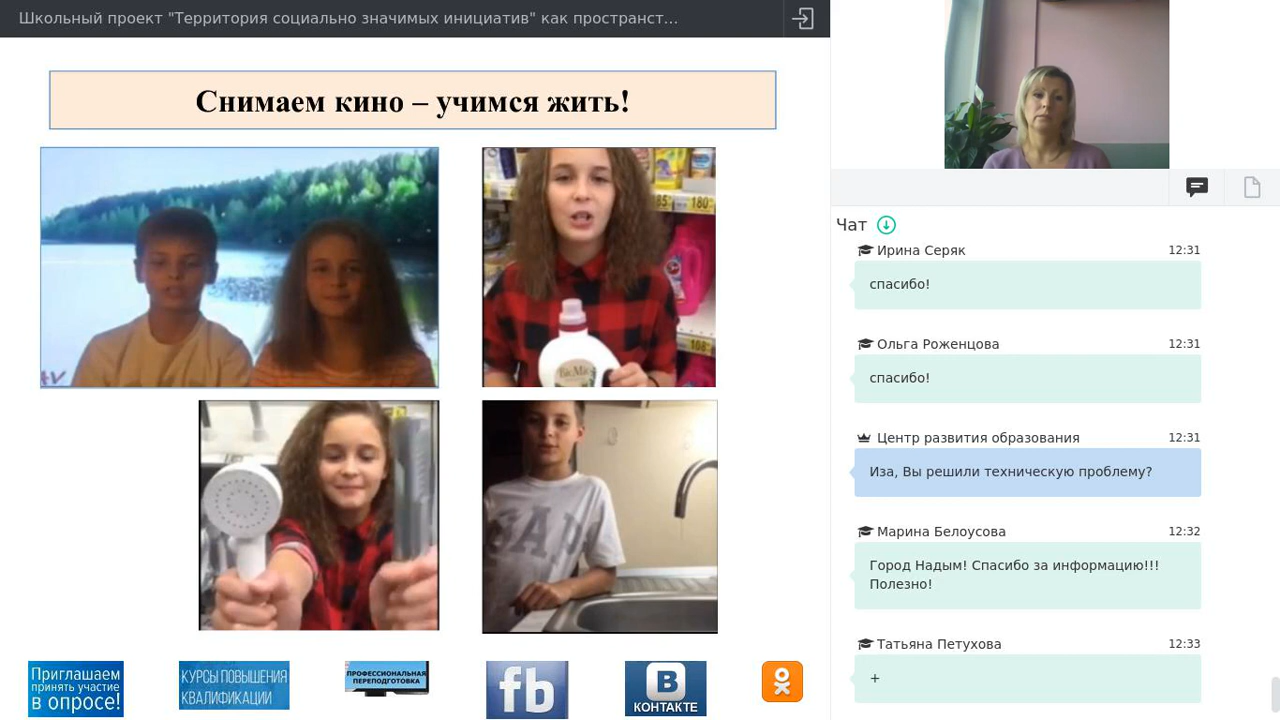 Школьный проект "Территория социально значимых инициатив" как пространст...
Снимаем кино – учимся жить!
180
GAP
Приглашаем
принять участие
в опросе!
КУРСЫ ПОВЫШЕНИЯ
КВАЛИФИКАЦИИ
ПРОФЕССИОНАЛЬНАЯ
ПЕРЕПОДГОТОВКА
fb
В
КОНТАКТЕ
Чат
Ирина Серяк 12:31
спасибо!
Ольга Роженцова 12:31
спасибо!
Центр развития образования 12:31
Иза, Вы решили техническую проблему?
Марина Белоусова 12:32
Город Надым! Спасибо за информацию!!!
Полезно!
Татьяна Петухова 12:33
+